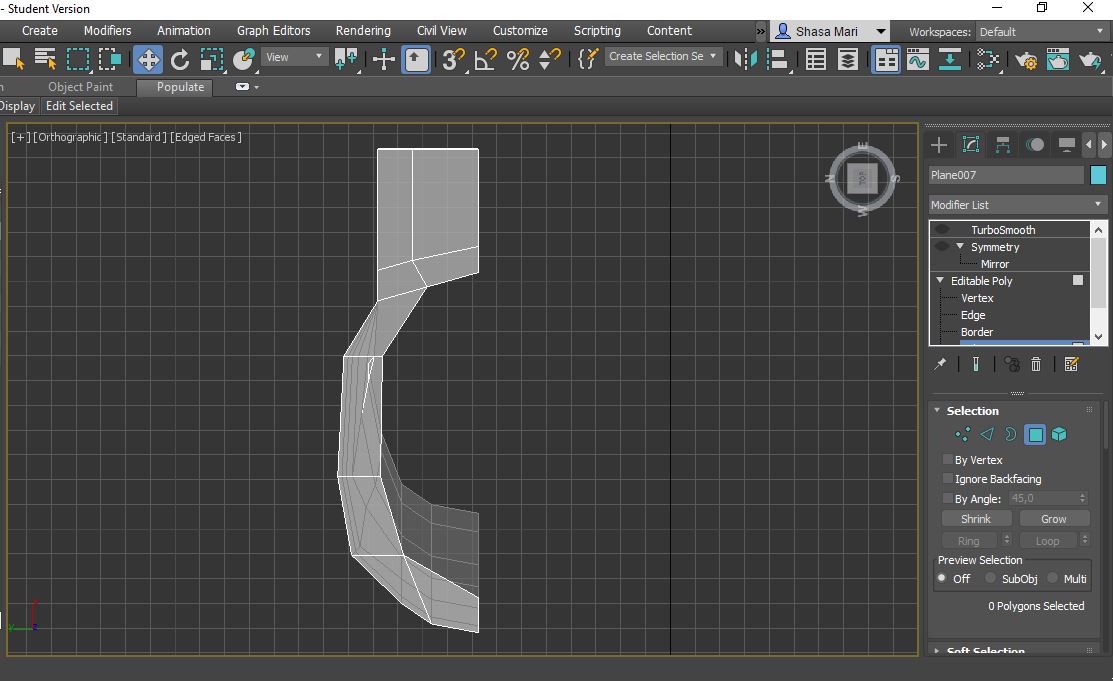 - Student Version
Create Modifiers Animation Graph Editors Rendering Civil View Customize Scripting Content » Shasa Mari Workspaces: Default
View 3 Create Selection Se
Object Paint Populate
Display Edit Selected
[+] [Orthographic] [Standard] [Edged Faces]
E
N TOP S
W
Plane007
Modifier List
TurboSmooth
Symmetry
Mirror
Editable Poly
Vertex
Edge
Border
Selection
By Vertex
Ignore Backfacing
By Angle: 45,0
Shrink Grow
Ring Loop
Preview Selection
Off SubObj Multi
0 Polygons Selected
Soft Selection